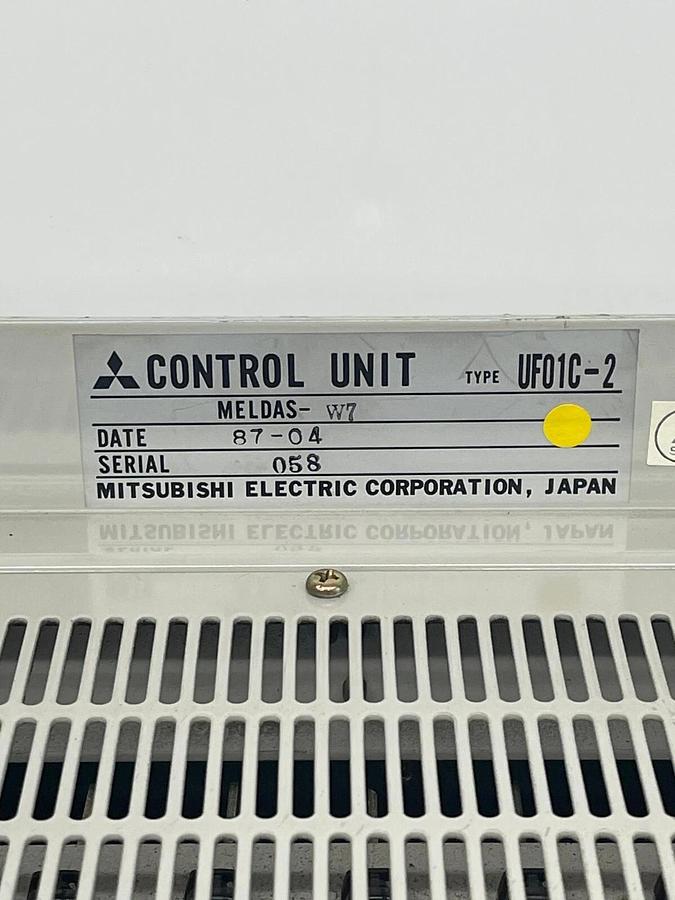 CONTROL UNIT TYPE UF01C-2
MELDAS- W7
DATE 87-04
SERIAL 058
MITSUBISHI ELECTRIC CORPORATION, JAPAN